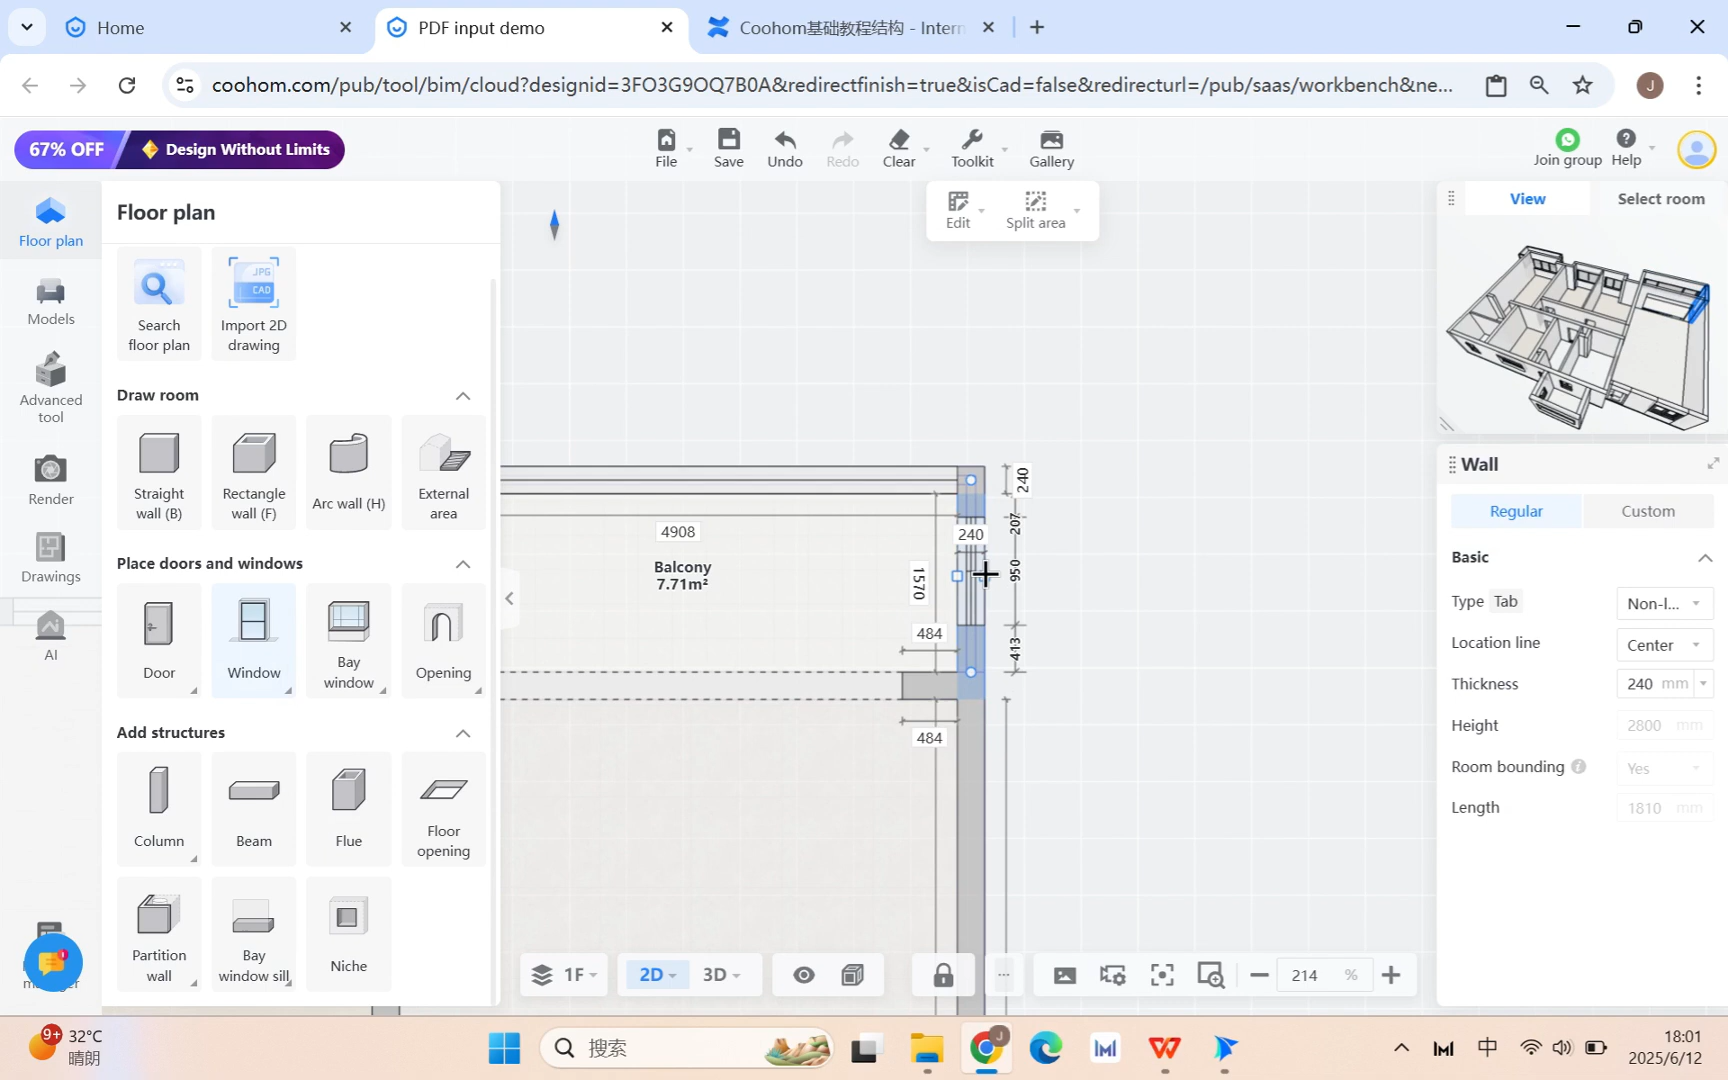 Home
PDF input demo
Coohom基础教程结构 - Intern
coohom.com/pub/tool/bim/cloud?designid=3FO3G9OQ7B0A&redirectfinish=true&isCad=false&redirecturl=/pub/saas/workbench&ne...
J
67% OFF
Design Without Limits
File
Save
Undo
Redo
Clear
Toolkit
Gallery
Join group
Help
Edit
Split area
Floor plan
Models
Advanced
tool
Render
Drawings
AI
Floor plan
Search
floor plan
JPG
CAD
Import 2D
drawing
Draw room
Straight
wall (B)
Rectangle
wall (F)
Arc wall (H)
External
area
Place doors and windows
Door
Window
Bay
window
Opening
Add structures
Column
Beam
Flue
Floor
opening
Partition
wall
Bay
window sill
Niche
4908
Balcony
7.71m²
240
240
207
950
413
1570
484
484
View
Select room
Wall
Regular
Custom
Basic
Type Tab
Non-l...
Location line
Center
Thickness
240 mm
Height
2800 mm
Room bounding
Yes
Length
1810 mm
1F
2D
3D
214 %
9+
32°C
晴朗
搜索
J
中
18:01
2025/6/12